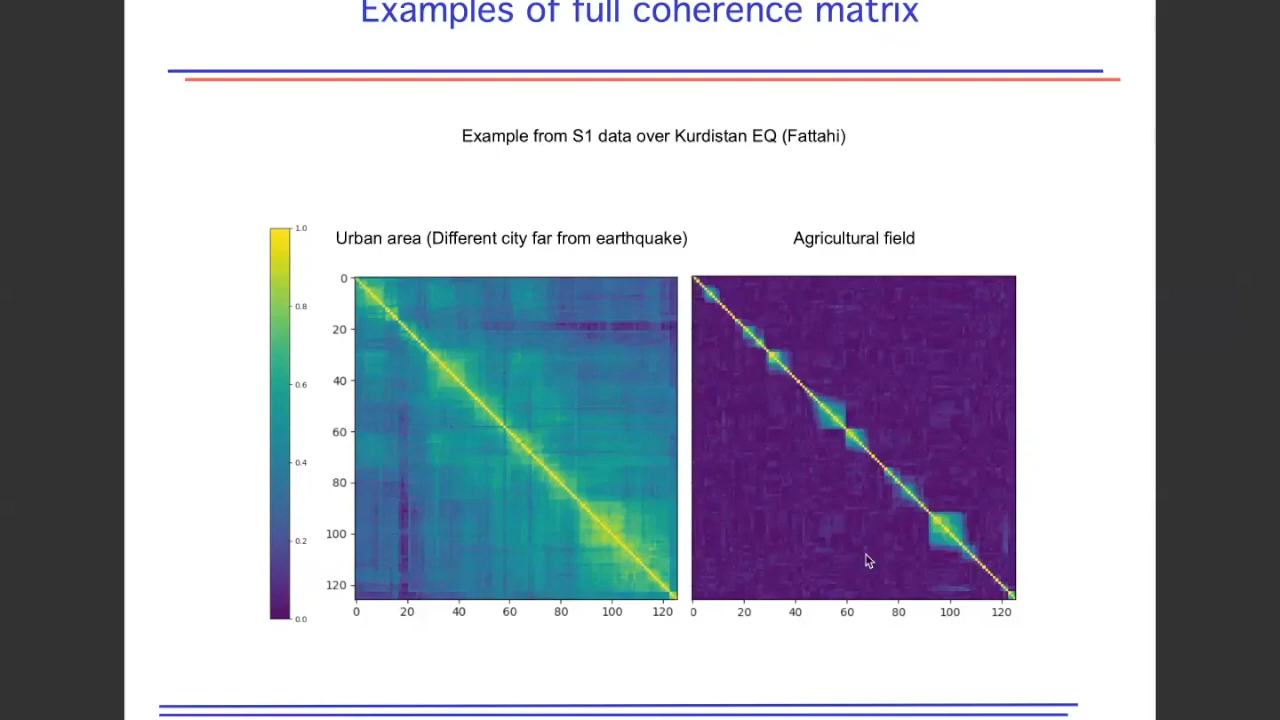 Examples of full coherence matrix
Example from S1 data over Kurdistan EQ (Fattahi)
Urban area (Different city far from earthquake)
Agricultural field
1.0
0.8
0.6
0.4
0.2
0.0
0
20
40
60
80
100
120
0 20 40 60 80 100 120
0 20 40 60 80 100 120